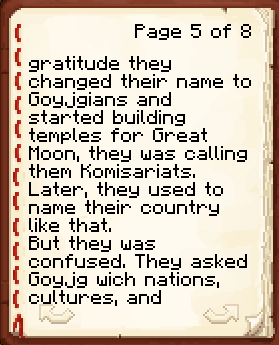 Page 5 of 8
gratitude they
changed their name to
Goyjgians and
started building
temples for Great
Moon, they was calling
them Komisariats.
Later, they used to
name their country
like that.
But they was
confused. They asked
Goyjg wich nations,
cultures, and